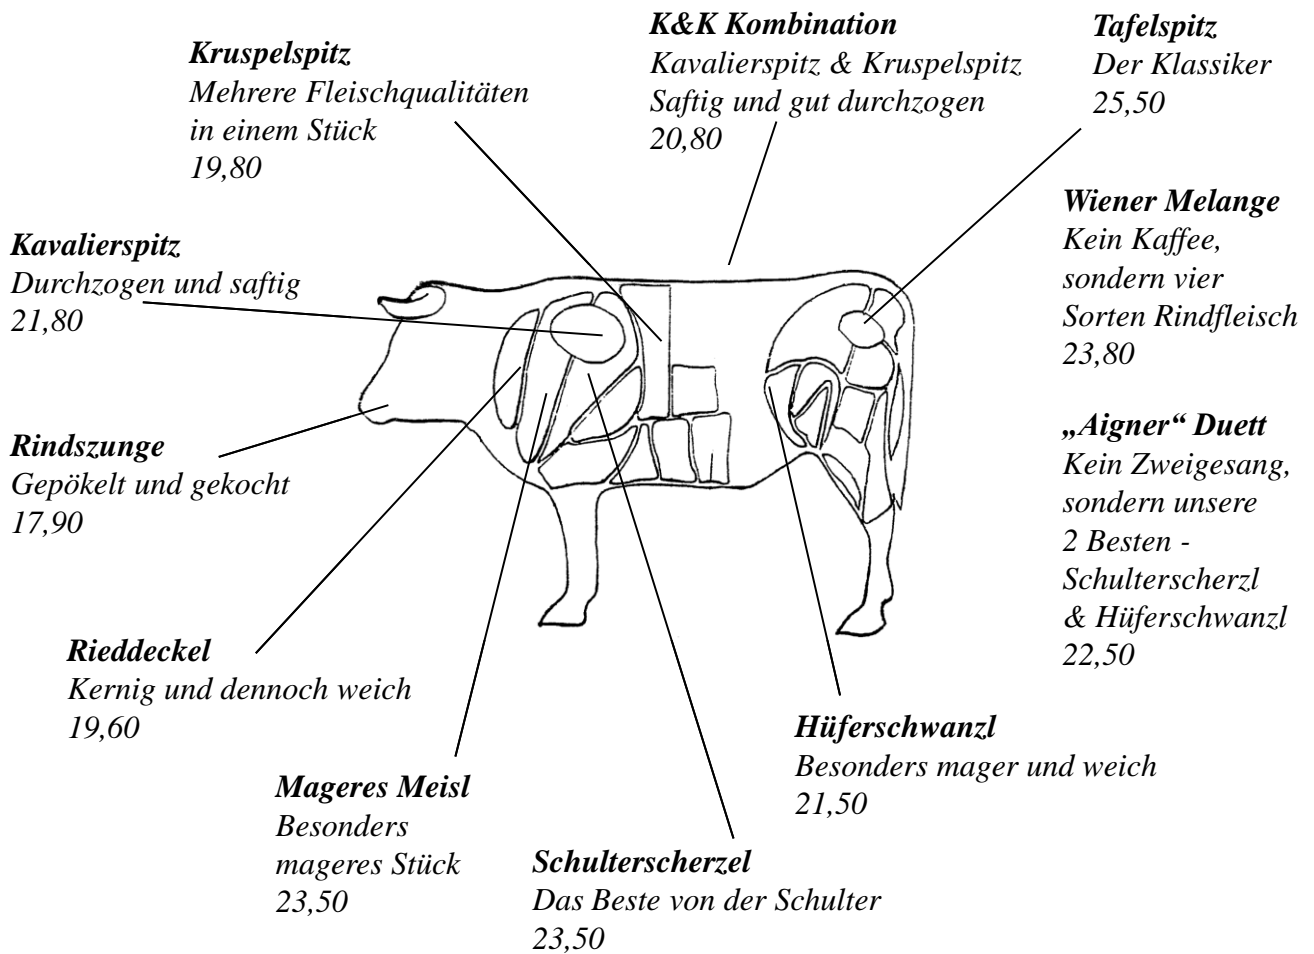 Kruspelspitz
Mehrere Fleischqualitäten
in einem Stück
19,80
K&K Kombination
Kavalierspitz & Kruspelspitz
Saftig und gut durchzogen
20,80
Tafelspitz
Der Klassiker
25,50
Kavalierspitz
Durchzogen und saftig
21,80
Wiener Melange
Kein Kaffee,
sondern vier
Sorten Rindfleisch
23,80
Rindszunge
Gepökelt und gekocht
17,90
„Aigner“ Duett
Kein Zweigesang,
sondern unsere
2 Besten -
Schulterscherzl
& Hüferschwanzl
22,50
Rieddeckel
Kernig und dennoch weich
19,60
Mageres Meisl
Besonders
mageres Stück
23,50
Schulterscherzel
Das Beste von der Schulter
23,50
Hüferschwanzl
Besonders mager und weich
21,50